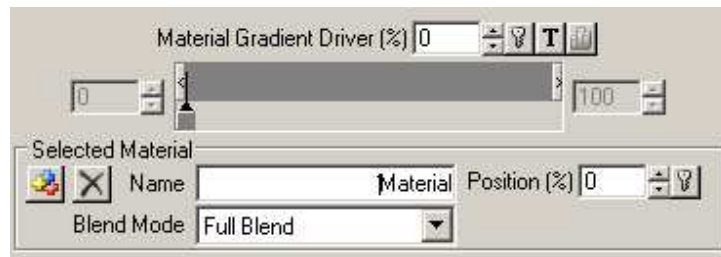 Material Gradient Driver (%) 0 T
0 100
Selected Material
Name Material Position (%) 0
Blend Mode Full Blend